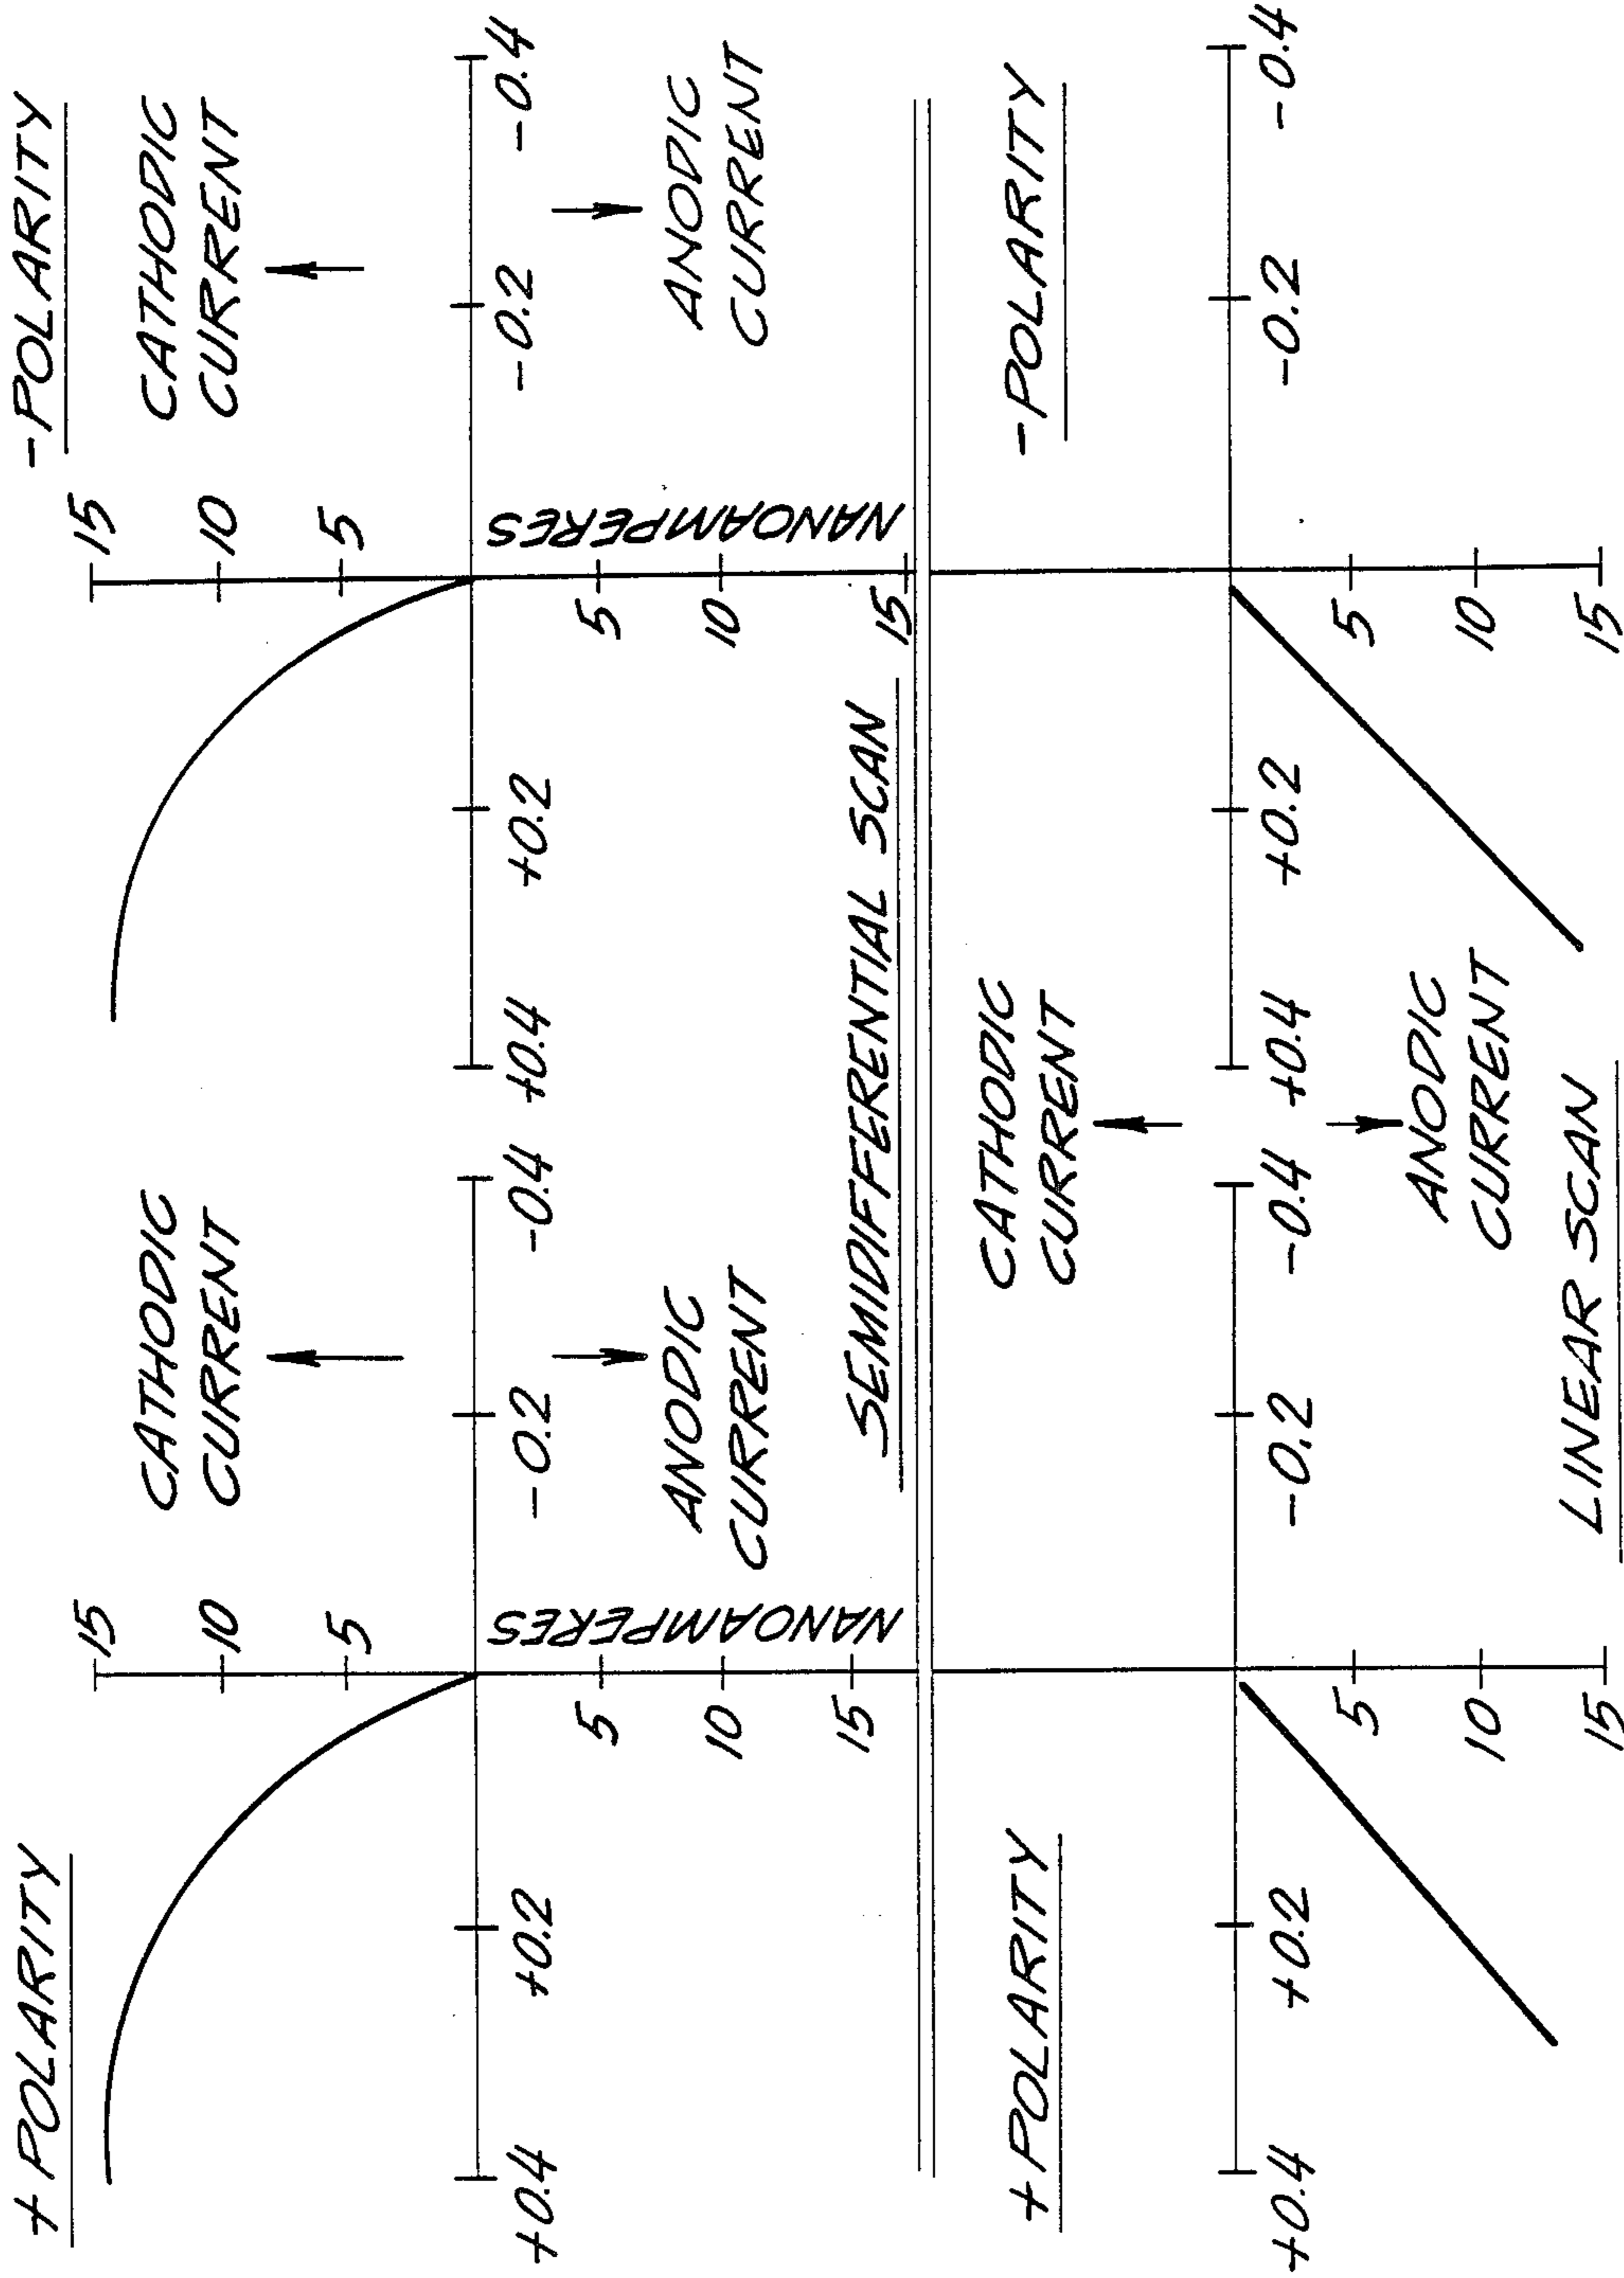 + POLARITY
CATHODIC
CURRENT
15
10
5
+0.4
+0.2
-0.2
-0.4
5
10
15
NANOAMPERES
ANODIC
CURRENT
-POLARITY
CATHODIC
CURRENT
15
10
5
+0.4
+0.2
-0.2
-0.4
5
10
15
NANOAMPERES
ANODIC
CURRENT
SEMIDIFFERENTIAL SCAN
+ POLARITY
CATHODIC
CURRENT
+0.4
+0.2
-0.2
-0.4
5
10
15
ANODIC
CURRENT
-POLARITY
+0.4
+0.2
-0.2
-0.4
5
10
15
LINEAR SCAN